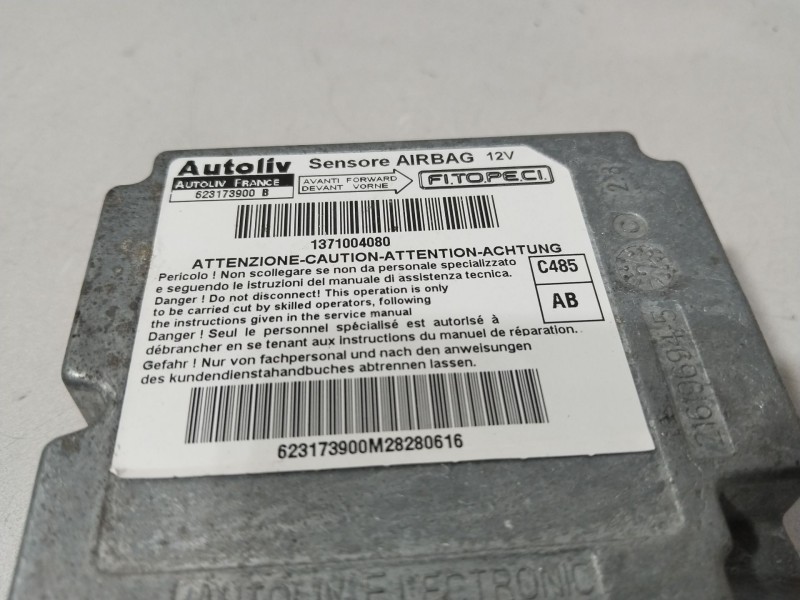 Autoliv
AUTOLIV FRANCE
623173900 B
Sensore AIRBAG 12V
AVANTI FORWARD
DEVANT VORNE
FI.TO.PE.CI.
1371004080
ATTENZIONE-CAUTION-ATTENTION-ACHTUNG
Pericolo ! Non scollegare se non da personale specializzato
e seguendo le istruzioni del manuale di assistenza tecnica.
Danger ! Do not disconnect! This operation is only
to be carried cut by skilled operators, following
the instructions given in the service manual
Danger ! Seul le personnel spécialisé est autorisé à
débrancher en se tenant aux instructions du manuel de réparation.
Gefahr ! Nur von fachpersonal und nach den anweisungen
des kundendienstahandbuches abtrennen lassen.
C485
AB
623173900M28280616
AUTOLIV ELECTRONIC